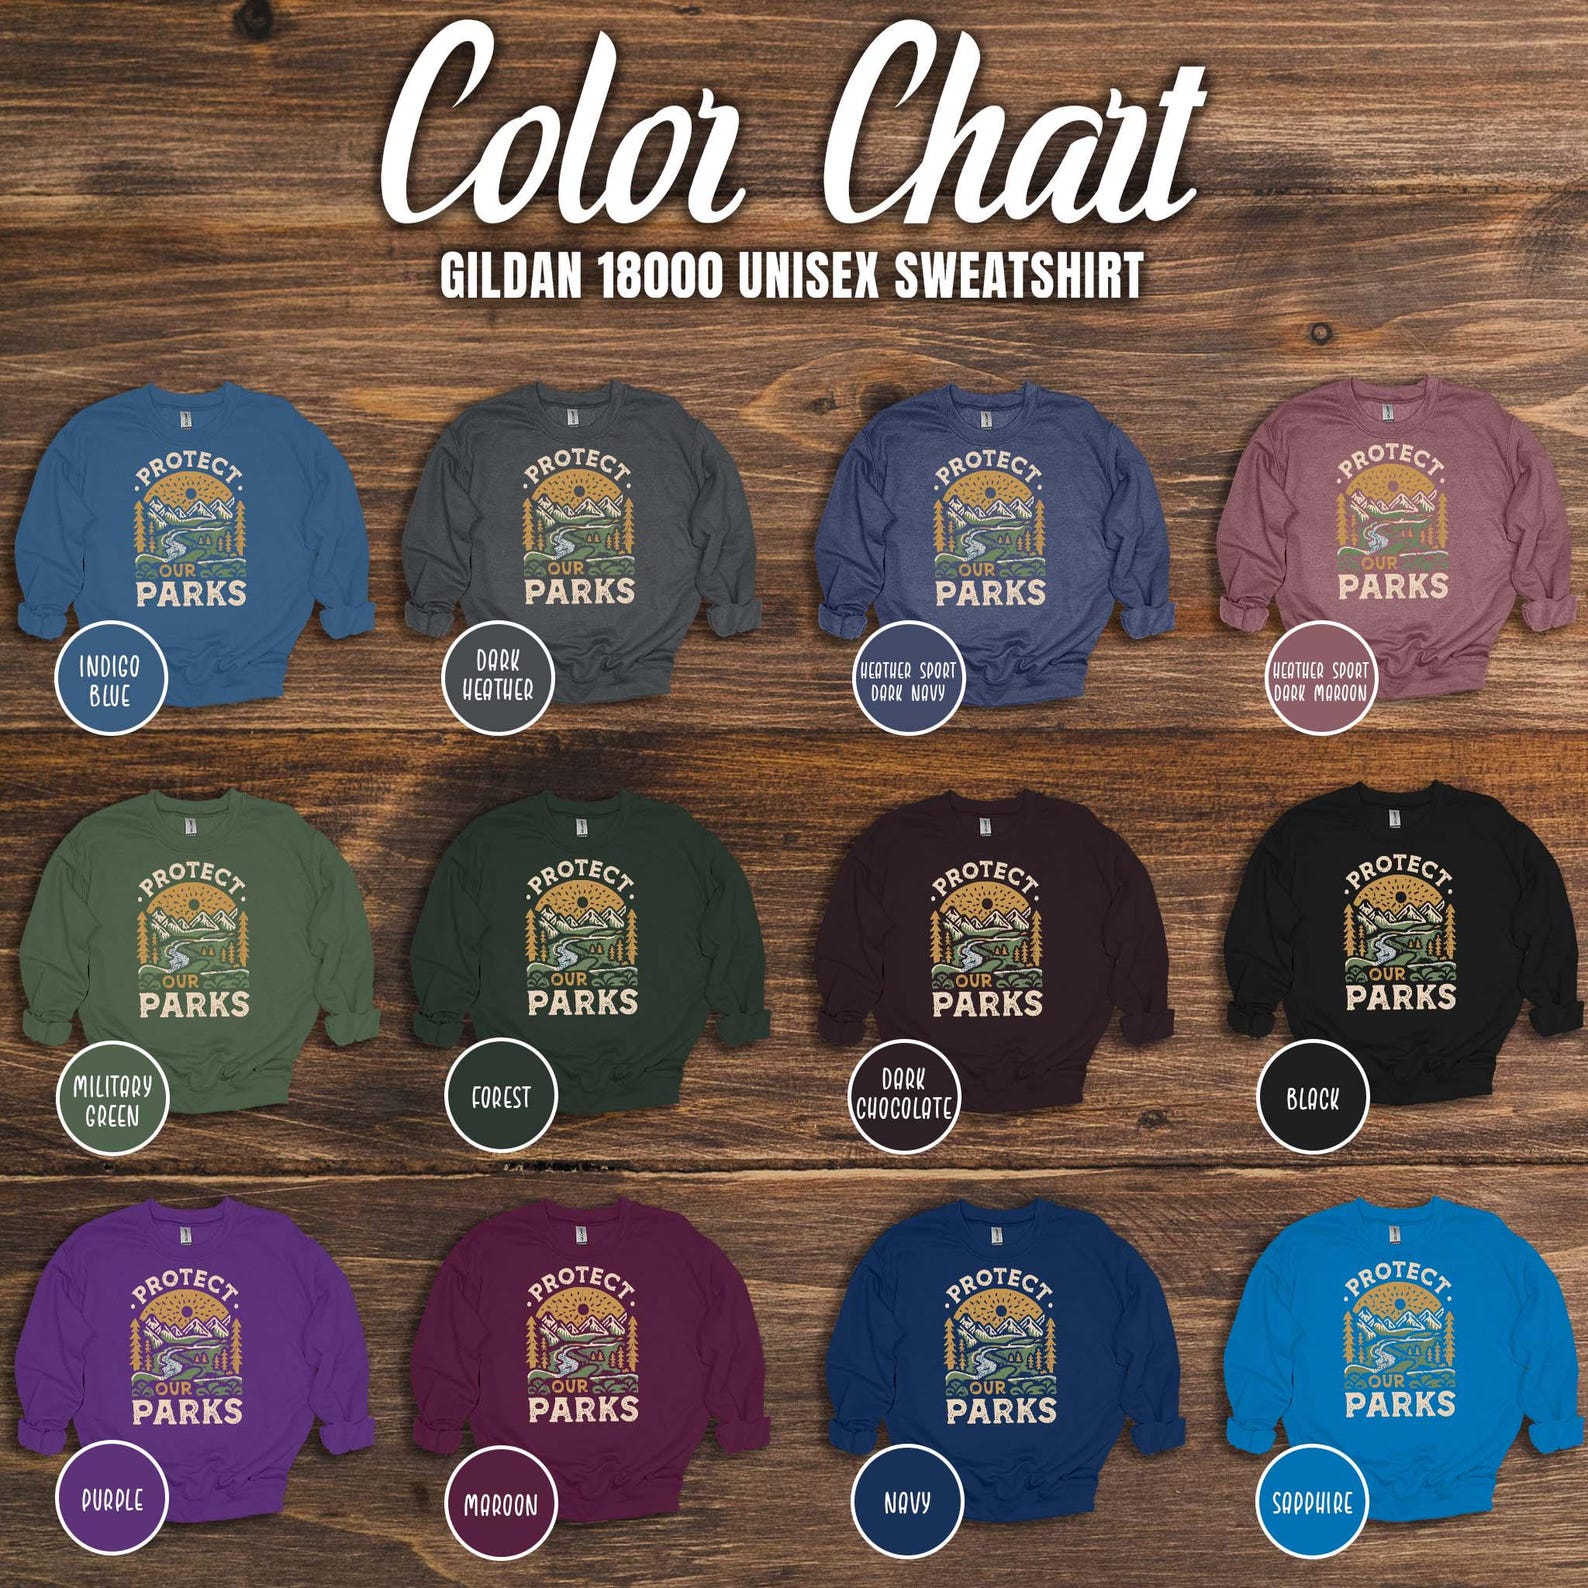 Color Chart
GILDAN 18000 UNISEX SWEATSHIRT
PROTECT
OUR
PARKS
INDIGO
BLUE
PROTECT
OUR
PARKS
DARK
HEATHER
PROTECT
OUR
PARKS
HEATHER SPORT
DARK NAVY
PROTECT
OUR
PARKS
HEATHER SPORT
DARK MAROON
PROTECT
OUR
PARKS
MILITARY
GREEN
PROTECT
OUR
PARKS
FOREST
PROTECT
OUR
PARKS
DARK
CHOCOLATE
PROTECT
OUR
PARKS
BLACK
PROTECT
OUR
PARKS
PURPLE
PROTECT
OUR
PARKS
MAROON
PROTECT
OUR
PARKS
NAVY
PROTECT
OUR
PARKS
SAPPHIRE